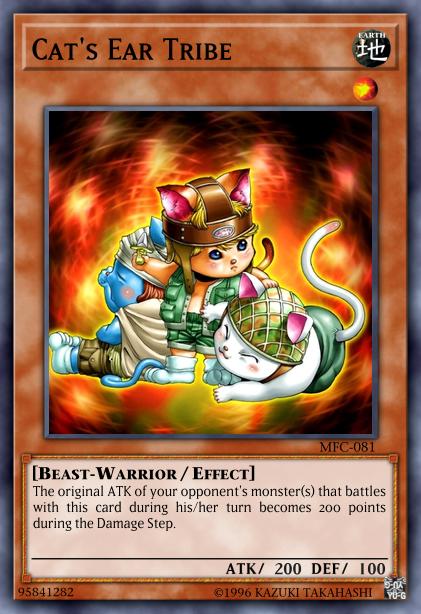 Cat's Ear Tribe
EARTH
地
MFC-081
[Beast-Warrior / Effect]
The original ATK of your opponent's monster(s) that battles
with this card during his/her turn becomes 200 points
during the Damage Step.
ATK/ 200 DEF/ 100
95841282
©1996 KAZUKI TAKAHASHI